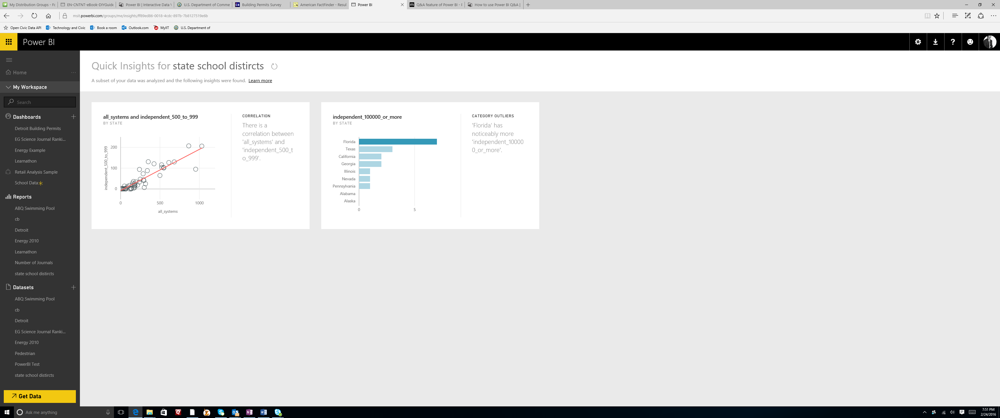 My Distribution Groups - Fc
EN-CNTNT-eBook-DIYGuide
Power BI | Interactive Data V
U.S. Department of Comme
CB Building Permits Survey
American FactFinder - Resul
Power BI
m Q&A feature of Power BI - F
How to use Power BI Q&A |
msit.powerbi.com/groups/me/insights/ff89ed86-0018-4cdc-897b-7b8127519e6b
Open Civic Data API
Technology and Civic
Book a room
Outlook.com
MyIIT
U.S. Department of
Power BI
Home
My Workspace
Search
Dashboards
Detroit Building Permits
EG Science Journal Ranki...
Energy Example
Learnathon
Retail Analysis Sample
School Data
Reports
ABQ Swimming Pool
cb
Detroit
Energy 2010
Learnathon
Number of Journals
state school distircts
Datasets
ABQ Swimming Pool
cb
Detroit
EG Science Journal Ranki...
Energy 2010
Pedestrian
PowerBI Test
state school distircts
Get Data
Quick Insights for state school distircts
A subset of your data was analyzed and the following insights were found. Learn more
all_systems and independent_500_to_999
BY STATE
independent_500_to_999
200
100
0
0 500 1000
all_systems
CORRELATION
There is a
correlation between
'all_systems' and
'independent_500_t
o_999'.
independent_100000_or_more
BY STATE
Florida
Texas
California
Georgia
Illinois
Nevada
Pennsylvania
Alabama
Alaska
0 5
CATEGORY OUTLIERS
'Florida' has
noticeably more
'independent_10000
0_or_more'.
Ask me anything
7:51 PM
2/24/2016